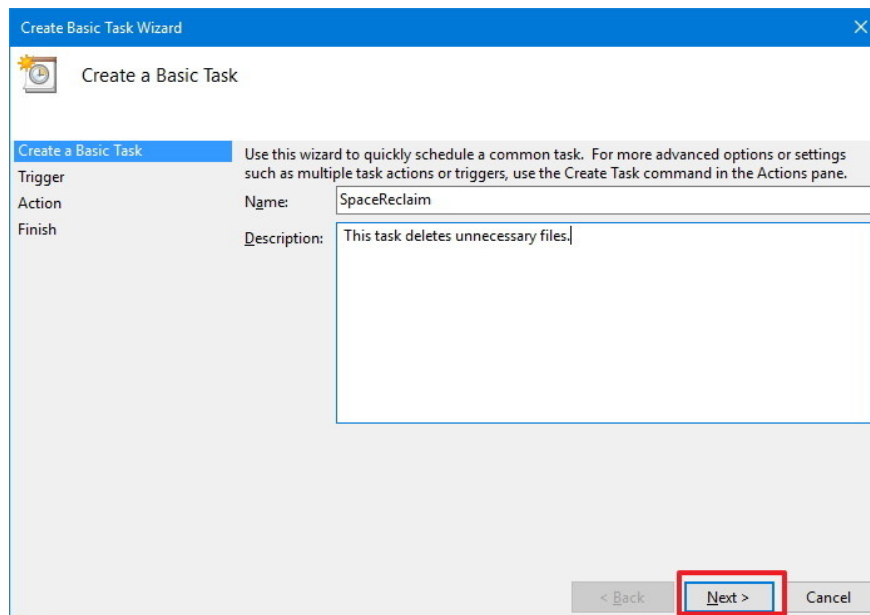 Create Basic Task Wizard
Create a Basic Task
Create a Basic Task
Use this wizard to quickly schedule a common task. For more advanced options or settings
such as multiple task actions or triggers, use the Create Task command in the Actions pane.
Trigger
Action
Finish
Name: SpaceReclaim
Description: This task deletes unnecessary files.
< Back Next > Cancel